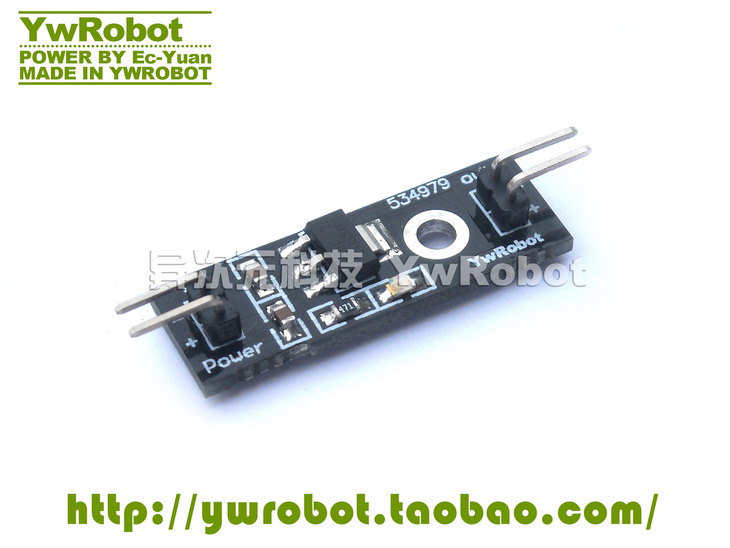 YwRobot
POWER BY Ec-Yuan
MADE IN YWROBOT
534979
YwRobot
异次元科技 YwRobot
+
+
Power
471
http://ywrobot.taobao.com/